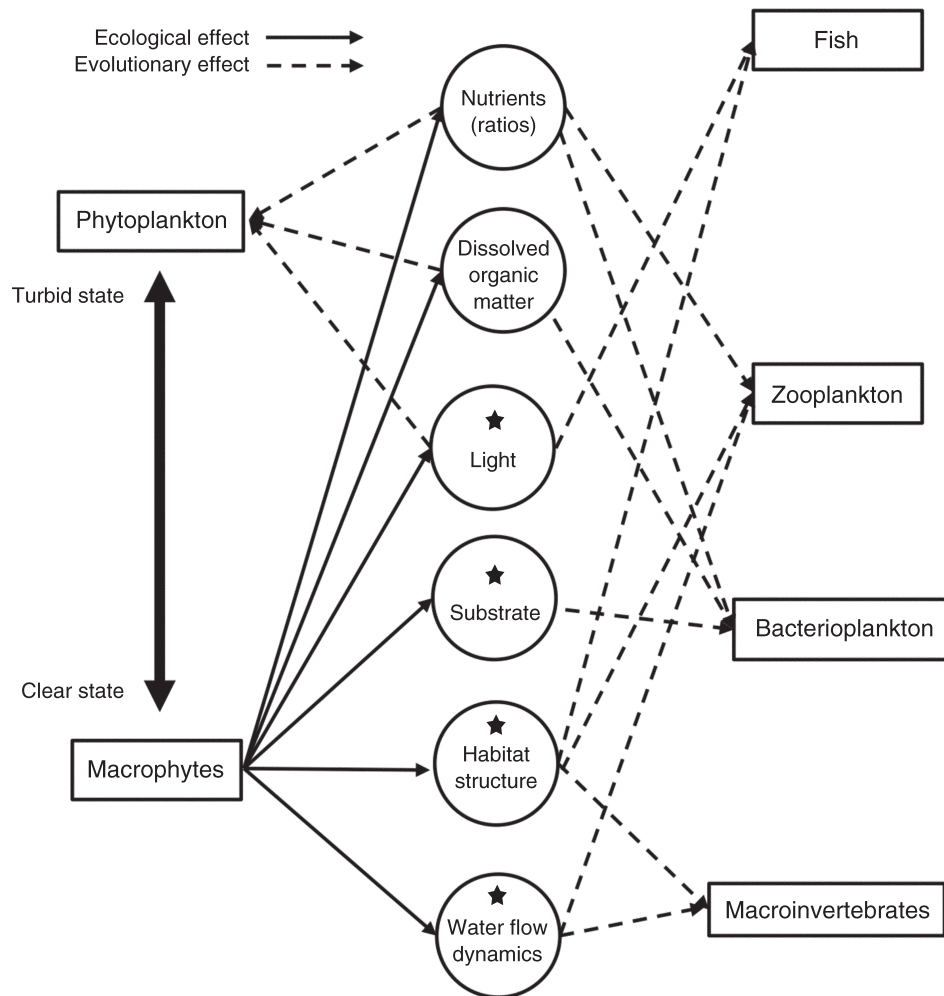 Ecological effect
Evolutionary effect
Fish
Nutrients
(ratios)
Phytoplankton
Dissolved
organic
matter
Turbid state
Zooplankton
Light
Substrate
Bacterioplankton
Clear state
Habitat
structure
Macrophytes
Macroinvertebrates
Water flow
dynamics